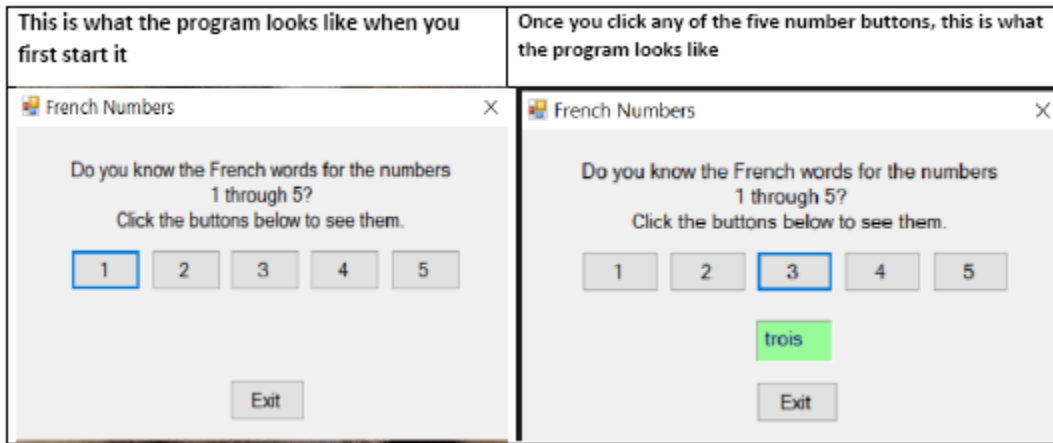 This is what the program looks like when you
first start it
Once you click any of the five number buttons, this is what
the program looks like
French Numbers
Do you know the French words for the numbers
1 through 5?
Click the buttons below to see them.
1 2 3 4 5
Exit
French Numbers
Do you know the French words for the numbers
1 through 5?
Click the buttons below to see them.
1 2 3 4 5
trois
Exit